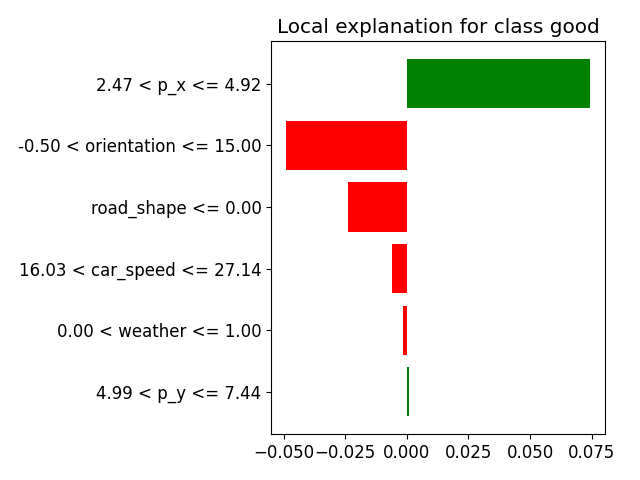 Local explanation for class good
2.47 < p_x <= 4.92
-0.50 < orientation <= 15.00
road_shape <= 0.00
16.03 < car_speed <= 27.14
0.00 < weather <= 1.00
4.99 < p_y <= 7.44
−0.050 −0.025 0.000 0.025 0.050 0.075